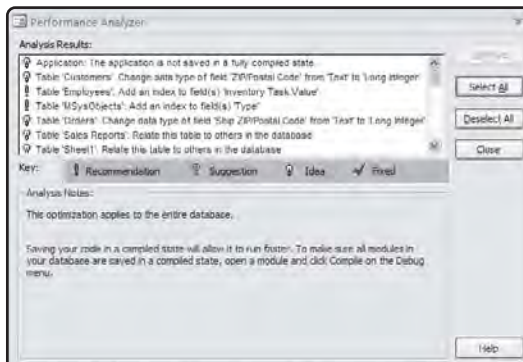 Performance Analyzer
Analysis Results:
Application: The application is not saved in a fully compiled state.
Table 'Customers': Change data type of field 'ZIP/Postal Code' from 'Text' to 'Long Integer'
Table 'Employees': Add an index to field(s) 'Inventory Task.Value'
Table 'MSysObjects': Add an index to field(s) 'Type'
Table 'Orders': Change data type of field 'Ship ZIP/Postal Code' from 'Text' to 'Long Integer'
Table 'Sales Reports': Relate this table to others in the database
Table 'Sheet1': Relate this table to others in the database
Select All
Deselect All
Close
Key: Recommendation Suggestion Idea Fixed
Analysis Notes:
This optimization applies to the entire database.
Saving your code in a compiled state will allow it to run faster. To make sure all modules in
your database are saved in a compiled state, open a module and click Compile on the Debug
menu.
Help